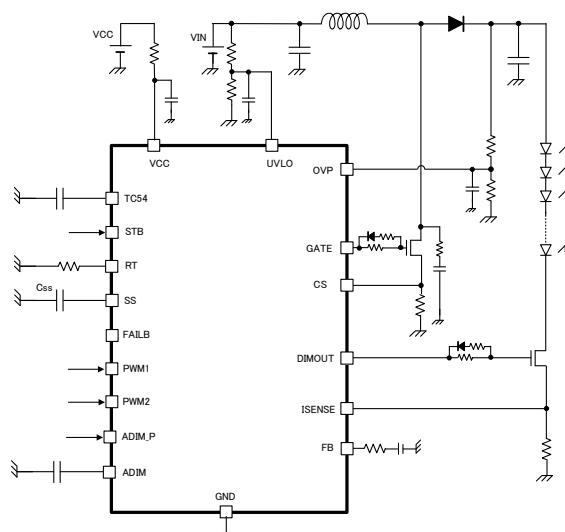 VCC
VIN
VCC
UVLO
OVP
TC54
STB
GATE
RT
CS
Css
SS
FAILB
DIMOUT
PWM1
PWM2
ISENSE
ADIM_P
FB
ADIM
GND